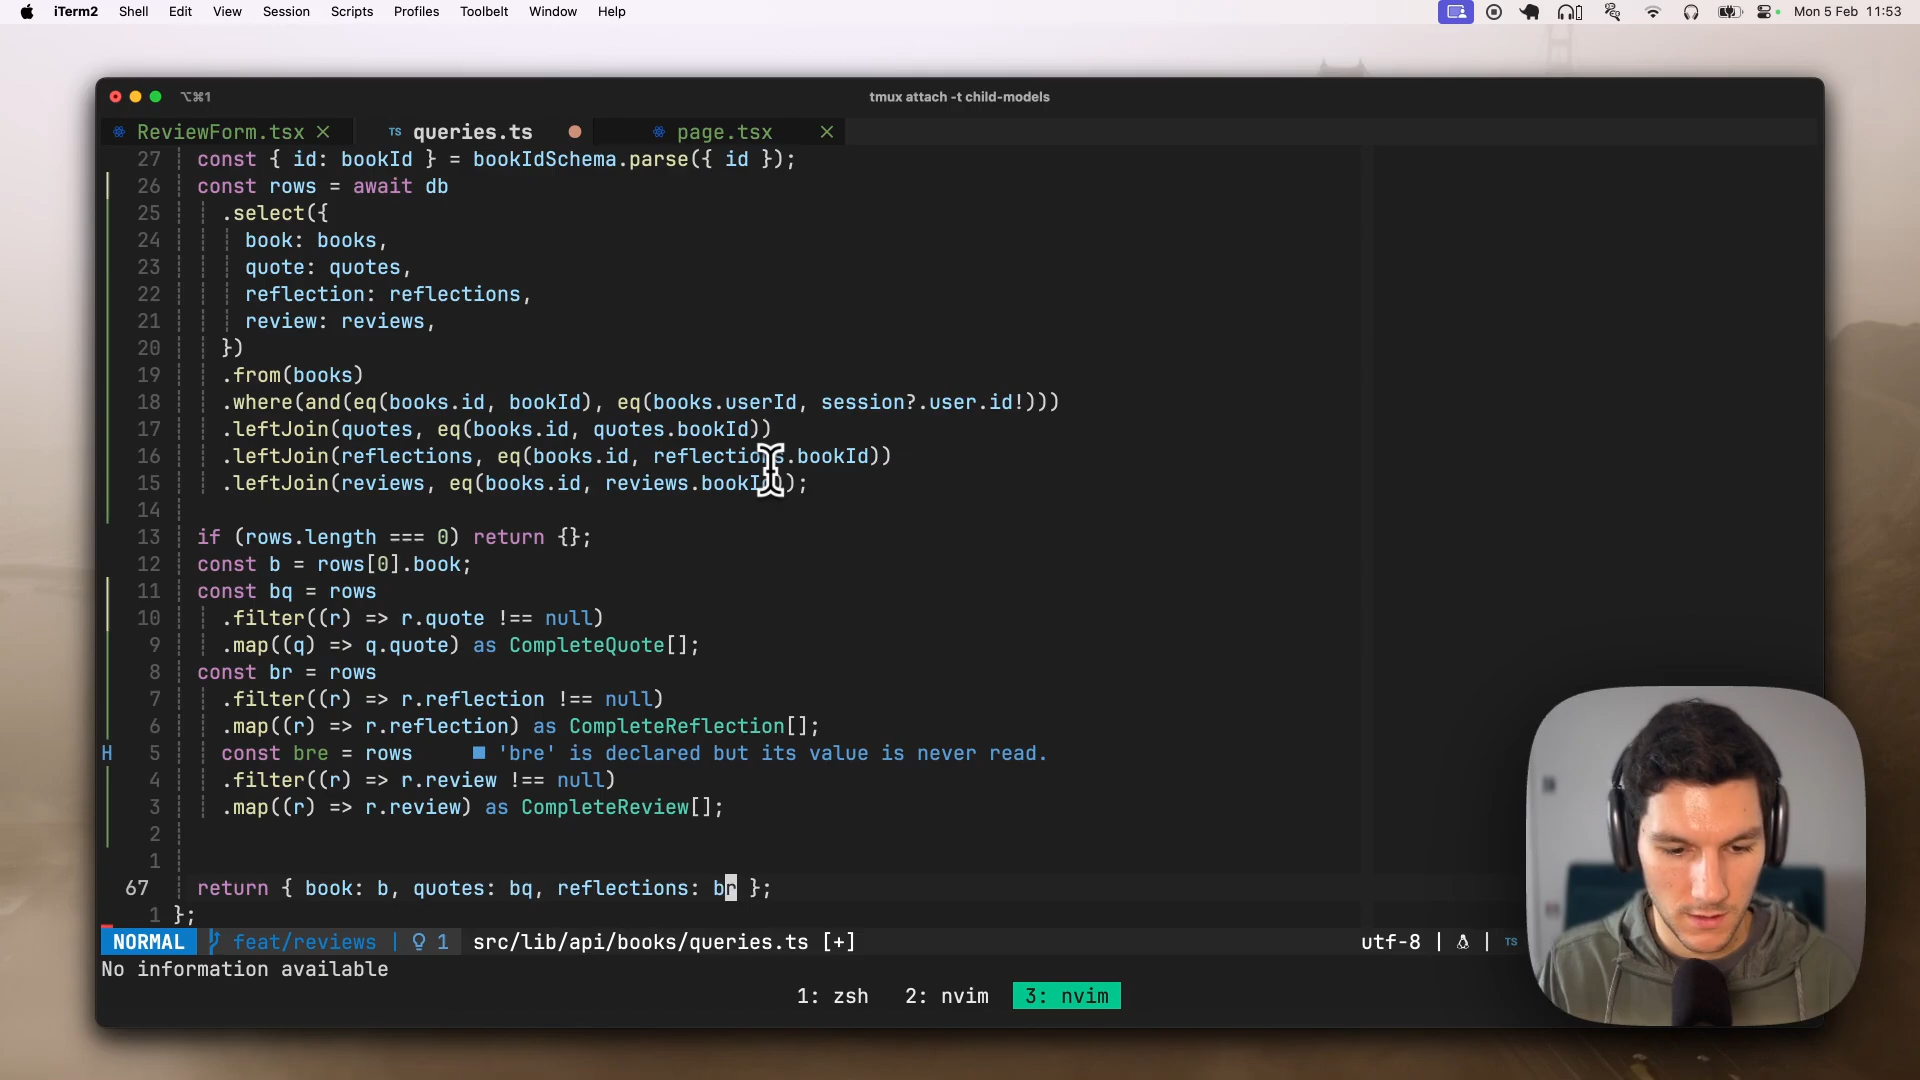 iTerm2 Shell Edit View Session Scripts Profiles Toolbelt Window Help Mon 5 Feb 11:53
⌥⌘1 tmux attach -t child-models
ReviewForm.tsx queries.ts page.tsx
27 const { id: bookId } = bookIdSchema.parse({ id });
26 const rows = await db
25 .select({
24 book: books,
23 quote: quotes,
22 reflection: reflections,
21 review: reviews,
20 })
19 .from(books)
18 .where(and(eq(books.id, bookId), eq(books.userId, session?.user.id!)))
17 .leftJoin(quotes, eq(books.id, quotes.bookId))
16 .leftJoin(reflections, eq(books.id, reflections.bookId))
15 .leftJoin(reviews, eq(books.id, reviews.bookId));
14
13 if (rows.length === 0) return {};
12 const b = rows[0].book;
11 const bq = rows
10 .filter((r) => r.quote !== null)
9 .map((q) => q.quote) as CompleteQuote[];
8 const br = rows
7 .filter((r) => r.reflection !== null)
6 .map((r) => r.reflection) as CompleteReflection[];
H 5 const bre = rows ■ 'bre' is declared but its value is never read.
4 .filter((r) => r.review !== null)
3 .map((r) => r.review) as CompleteReview[];
2
1
67 return { book: b, quotes: bq, reflections: br };
1 };
NORMAL feat/reviews | 1 src/lib/api/books/queries.ts [+] utf-8 | | TS
No information available
1: zsh 2: nvim 3: nvim